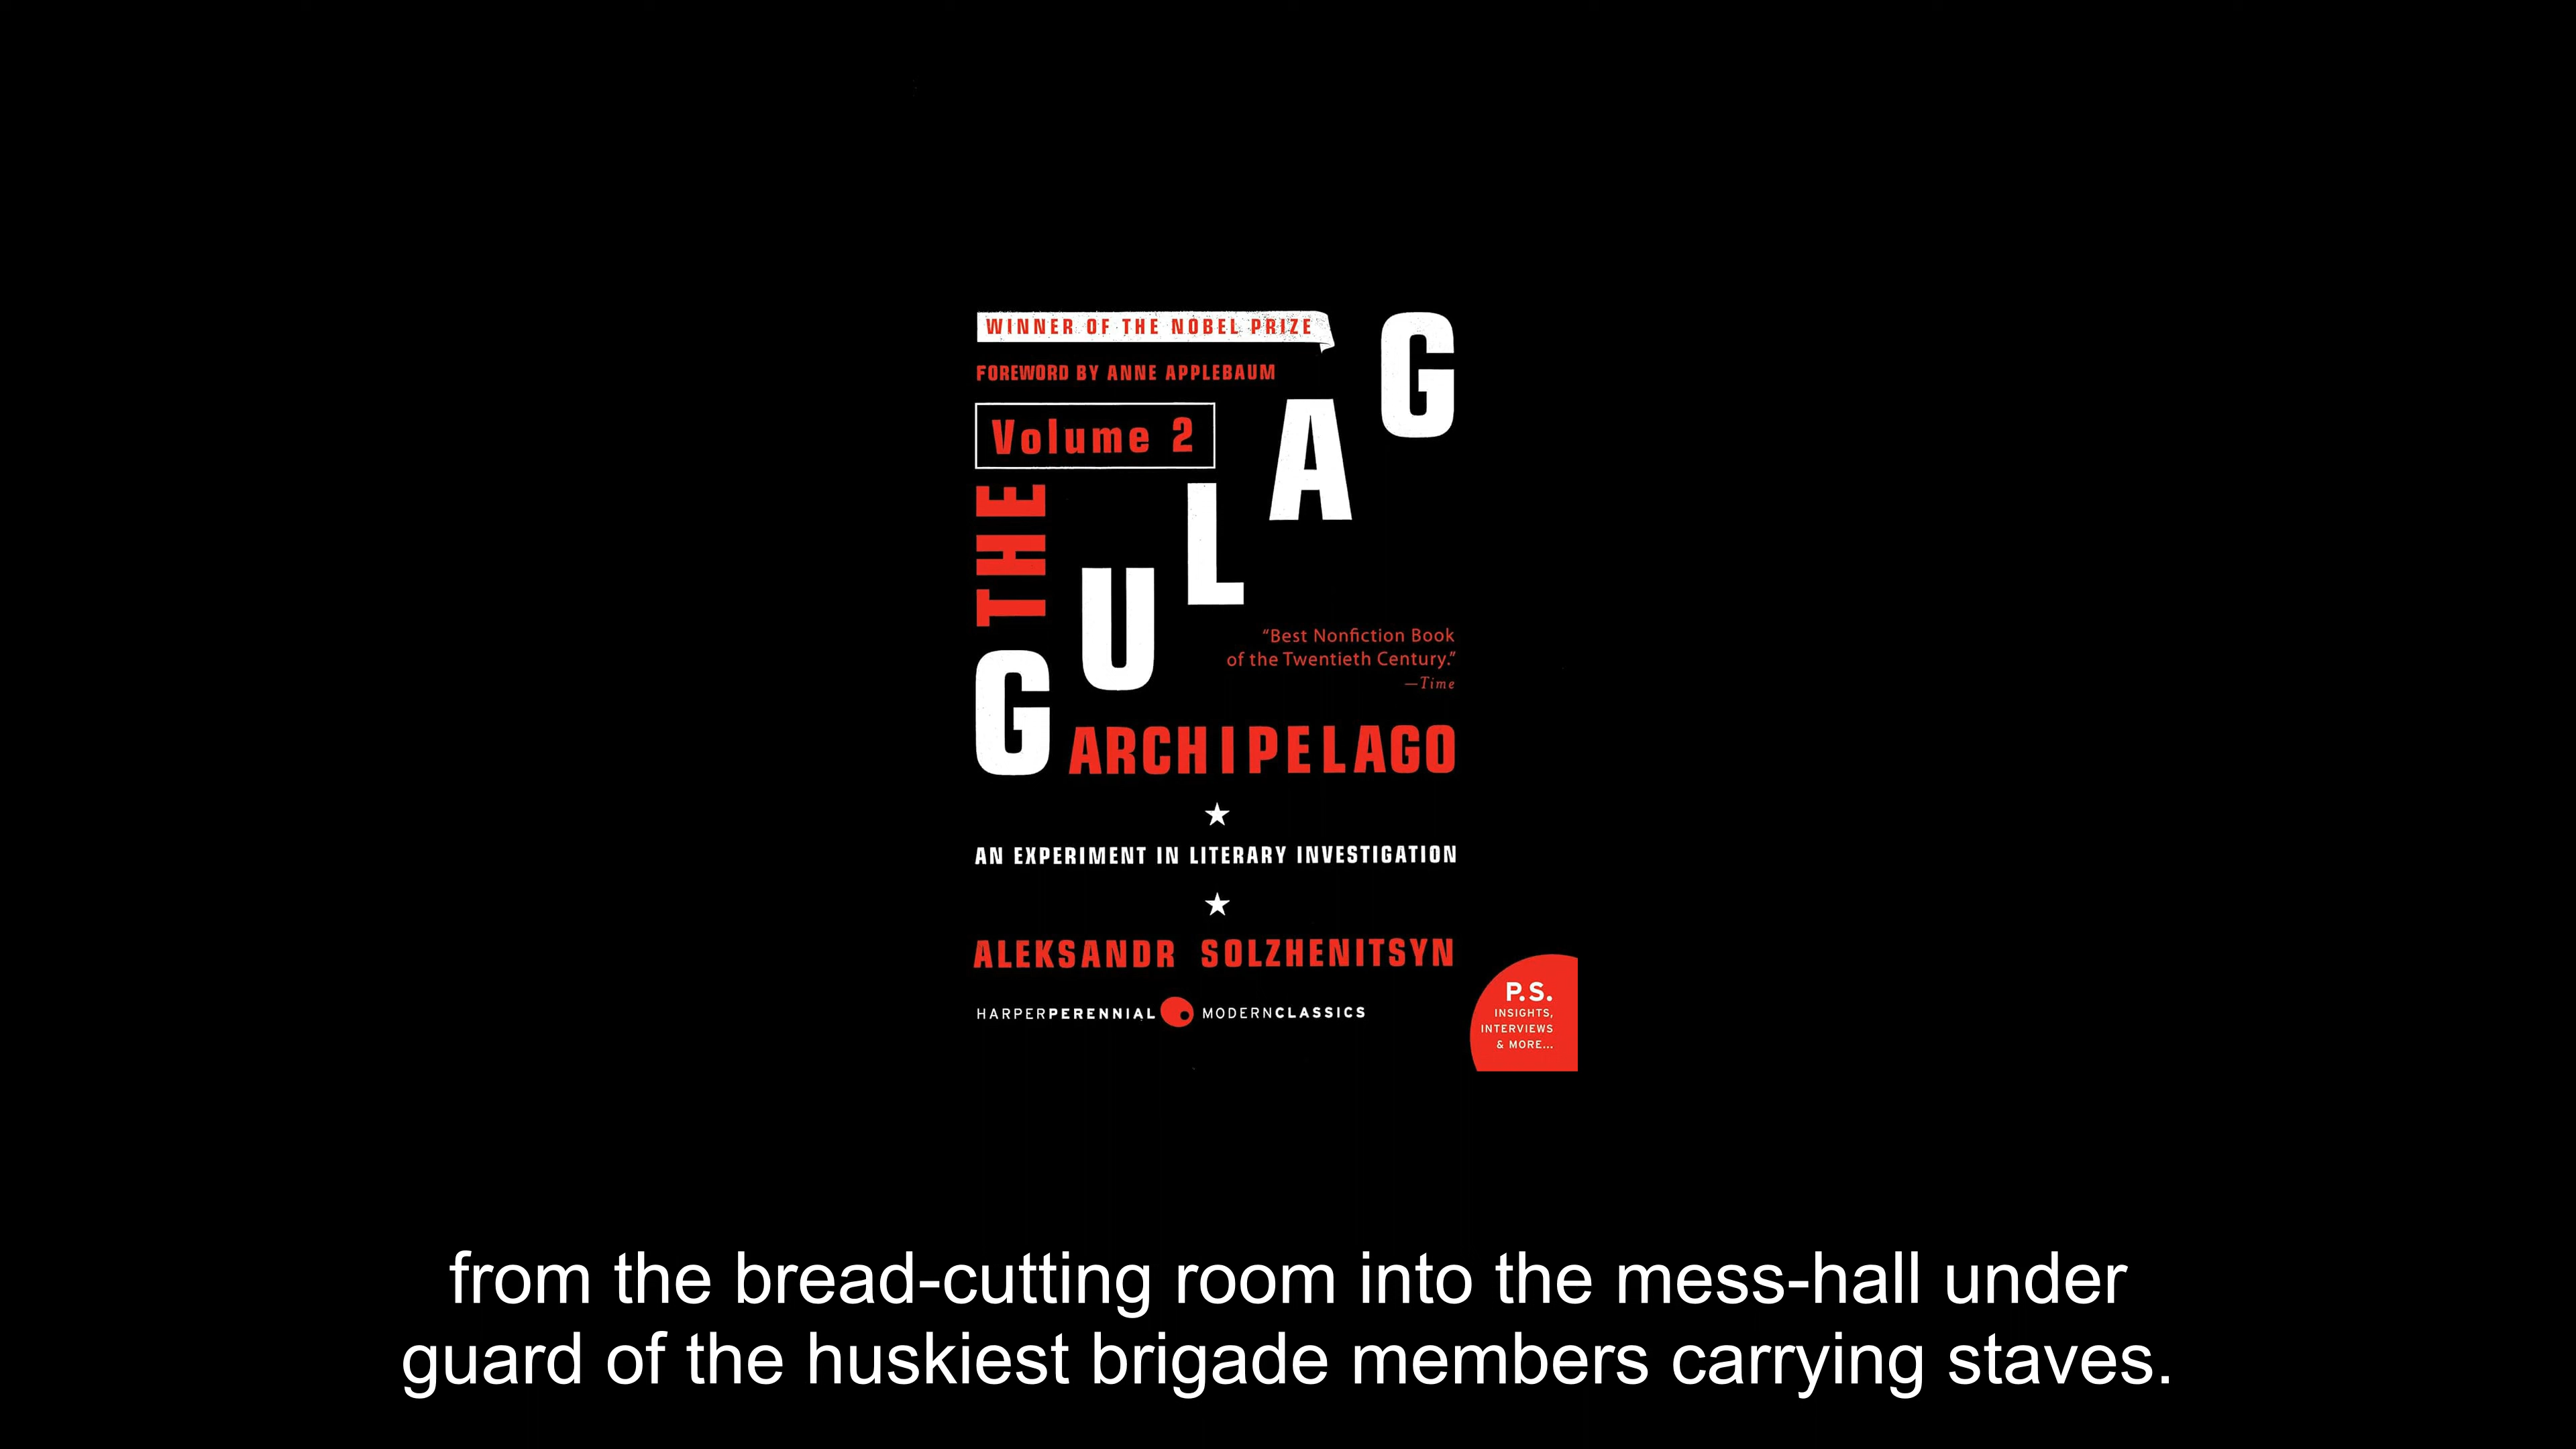 WINNER OF THE NOBEL PRIZE
FOREWORD BY ANNE APPLEBAUM
Volume 2
THE
GULAG
ARCHIPELAGO
"Best Nonfiction Book
of the Twentieth Century."
—Time
AN EXPERIMENT IN LITERARY INVESTIGATION
ALEKSANDR SOLZHENITSYN
HARPERPERENNIAL MODERNCLASSICS
P.S.
INSIGHTS,
INTERVIEWS
& MORE...
from the bread-cutting room into the mess-hall under
guard of the huskiest brigade members carrying staves.